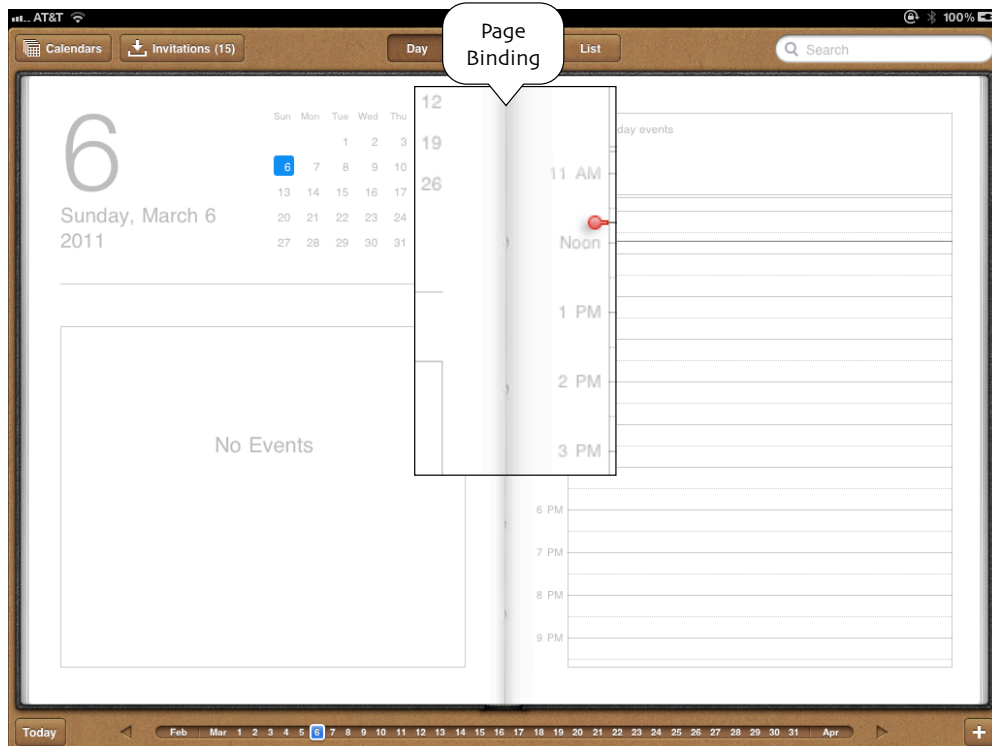 AT&T 100%
Page
Binding
Calendars Invitations (15) Day List Search
6
Sunday, March 6
2011
Sun Mon Tue Wed Thu
1 2 3
6 7 8 9 10
13 14 15 16 17
20 21 22 23 24
27 28 29 30 31
No Events
12
19
26
day events
11 AM
Noon
1 PM
2 PM
3 PM
6 PM
7 PM
8 PM
9 PM
Today Feb Mar 1 2 3 4 5 6 7 8 9 10 11 12 13 14 15 16 17 18 19 20 21 22 23 24 25 26 27 28 29 30 31 Apr +